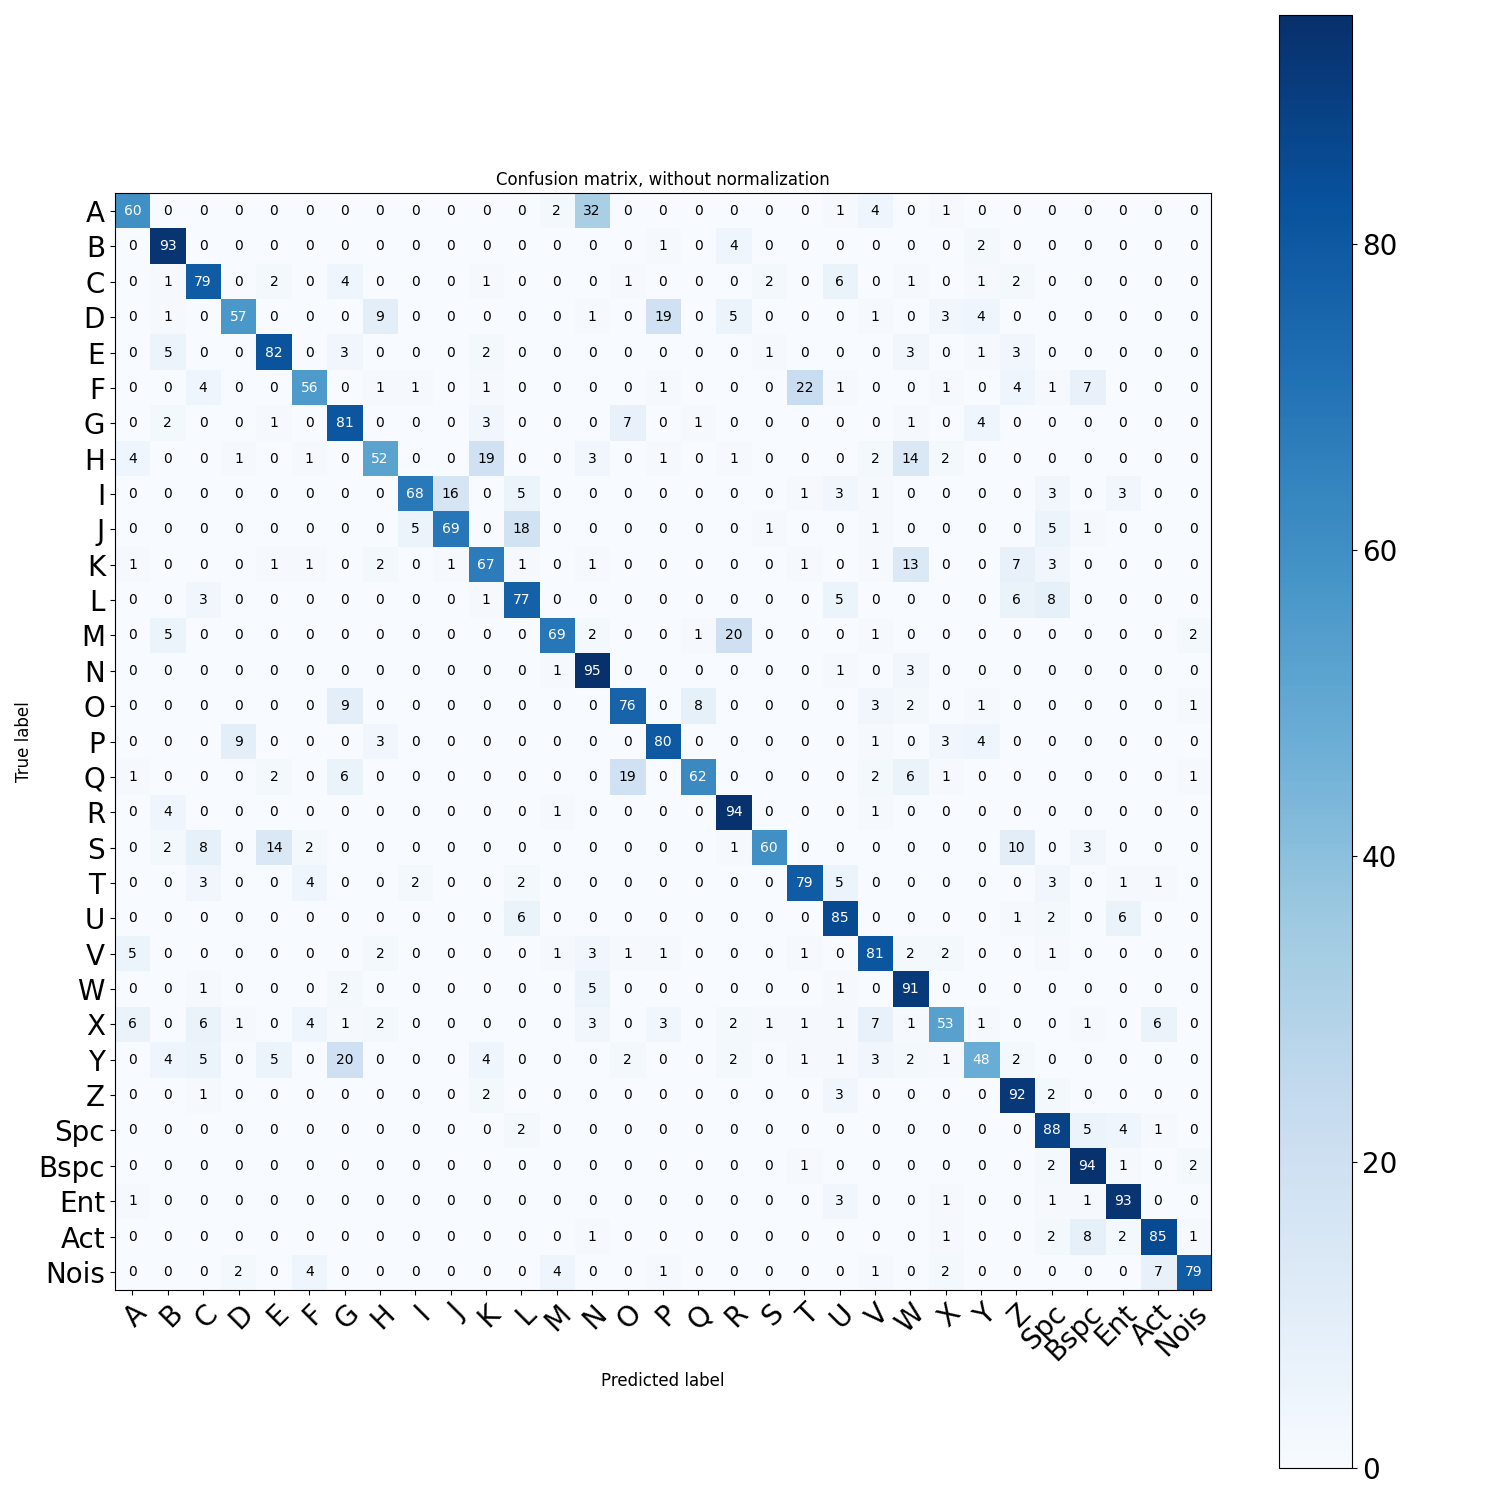 Confusion matrix, without normalization
A 60 0 0 0 0 0 0 0 0 0 0 0 2 32 0 0 0 0 0 0 1 4 0 1 0 0 0 0 0 0 0
B 0 93 0 0 0 0 0 0 0 0 0 0 0 0 0 1 0 4 0 0 0 0 0 0 2 0 0 0 0 0 0
C 0 1 79 0 2 0 4 0 0 0 1 0 0 0 1 0 0 0 2 0 6 0 1 0 1 2 0 0 0 0 0
D 0 1 0 57 0 0 0 9 0 0 0 0 0 1 0 19 0 5 0 0 0 1 0 3 4 0 0 0 0 0 0
E 0 5 0 0 82 0 3 0 0 0 2 0 0 0 0 0 0 0 1 0 0 0 3 0 1 3 0 0 0 0 0
F 0 0 4 0 0 56 0 1 1 0 1 0 0 0 0 1 0 0 0 22 1 0 0 1 0 4 1 7 0 0 0
G 0 2 0 0 1 0 81 0 0 0 3 0 0 0 7 0 1 0 0 0 0 0 1 0 4 0 0 0 0 0 0
H 4 0 0 1 0 1 0 52 0 0 19 0 0 3 0 1 0 1 0 0 0 2 14 2 0 0 0 0 0 0 0
I 0 0 0 0 0 0 0 0 68 16 0 5 0 0 0 0 0 0 0 1 3 1 0 0 0 0 3 0 3 0 0
J 0 0 0 0 0 0 0 0 5 69 0 18 0 0 0 0 0 0 1 0 0 1 0 0 0 0 5 1 0 0 0
K 1 0 0 0 1 1 0 2 0 1 67 1 0 1 0 0 0 0 0 1 0 1 13 0 0 7 3 0 0 0 0
L 0 0 3 0 0 0 0 0 0 0 1 77 0 0 0 0 0 0 0 0 5 0 0 0 0 6 8 0 0 0 0
M 0 5 0 0 0 0 0 0 0 0 0 0 69 2 0 0 1 20 0 0 0 1 0 0 0 0 0 0 0 0 2
N 0 0 0 0 0 0 0 0 0 0 0 0 1 95 0 0 0 0 0 0 1 0 3 0 0 0 0 0 0 0 0
O 0 0 0 0 0 0 9 0 0 0 0 0 0 0 76 0 8 0 0 0 0 3 2 0 1 0 0 0 0 0 1
P 0 0 0 9 0 0 0 3 0 0 0 0 0 0 0 80 0 0 0 0 0 1 0 3 4 0 0 0 0 0 0
Q 1 0 0 0 2 0 6 0 0 0 0 0 0 0 19 0 62 0 0 0 0 2 6 1 0 0 0 0 0 0 1
R 0 4 0 0 0 0 0 0 0 0 0 0 1 0 0 0 0 94 0 0 0 1 0 0 0 0 0 0 0 0 0
S 0 2 8 0 14 2 0 0 0 0 0 0 0 0 0 0 0 1 60 0 0 0 0 0 0 10 0 3 0 0 0
T 0 0 3 0 0 4 0 0 2 0 0 2 0 0 0 0 0 0 0 79 5 0 0 0 0 0 3 0 1 1 0
U 0 0 0 0 0 0 0 0 0 0 0 6 0 0 0 0 0 0 0 0 85 0 0 0 0 1 2 0 6 0 0
V 5 0 0 0 0 0 0 2 0 0 0 0 1 3 1 1 0 0 0 1 0 81 2 2 0 0 1 0 0 0 0
W 0 0 1 0 0 0 2 0 0 0 0 0 0 5 0 0 0 0 0 0 1 0 91 0 0 0 0 0 0 0 0
X 6 0 6 1 0 4 1 2 0 0 0 0 0 3 0 3 0 2 1 1 1 7 1 53 1 0 0 1 0 6 0
Y 0 4 5 0 5 0 20 0 0 0 4 0 0 0 2 0 0 2 0 1 1 3 2 1 48 2 0 0 0 0 0
Z 0 0 1 0 0 0 0 0 0 0 2 0 0 0 0 0 0 0 0 0 3 0 0 0 0 92 2 0 0 0 0
Spc 0 0 0 0 0 0 0 0 0 0 0 2 0 0 0 0 0 0 0 0 0 0 0 0 0 0 88 5 4 1 0
Bspc 0 0 0 0 0 0 0 0 0 0 0 0 0 0 0 0 0 0 0 1 0 0 0 0 0 0 2 94 1 0 2
Ent 1 0 0 0 0 0 0 0 0 0 0 0 0 0 0 0 0 0 0 0 3 0 0 1 0 0 1 1 93 0 0
Act 0 0 0 0 0 0 0 0 0 0 0 0 0 1 0 0 0 0 0 0 0 0 0 1 0 0 2 8 2 85 1
Nois 0 0 0 2 0 4 0 0 0 0 0 0 4 0 0 1 0 0 0 0 0 1 0 2 0 0 0 0 0 7 79
A B C D E F G H I J K L M N O P Q R S T U V W X Y Z Spc Bspc Ent Act Nois
Predicted label
True label
80
60
40
20
0